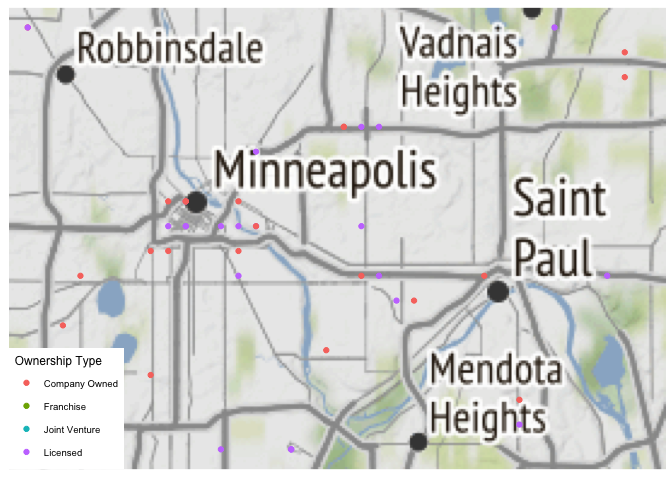 Robbinsdale
Vadnais
Heights
Minneapolis
Saint
Paul
Mendota
Heights
Ownership Type
Company Owned
Franchise
Joint Venture
Licensed